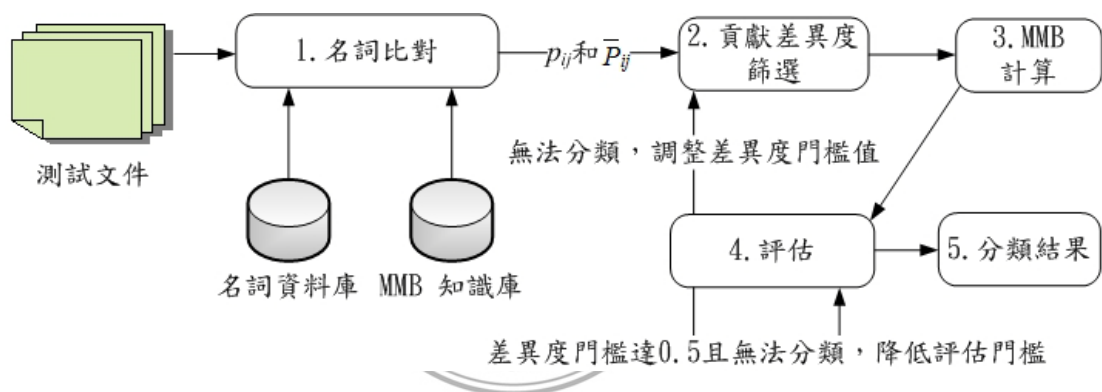 1.名詞比對
p_ij和P̅_ij
2.貢獻差異度
篩選
3.MMB
計算
測試文件
無法分類，調整差異度門檻值
名詞資料庫
MMB 知識庫
4.評估
5.分類結果
差異度門檻達0.5且無法分類，降低評估門檻